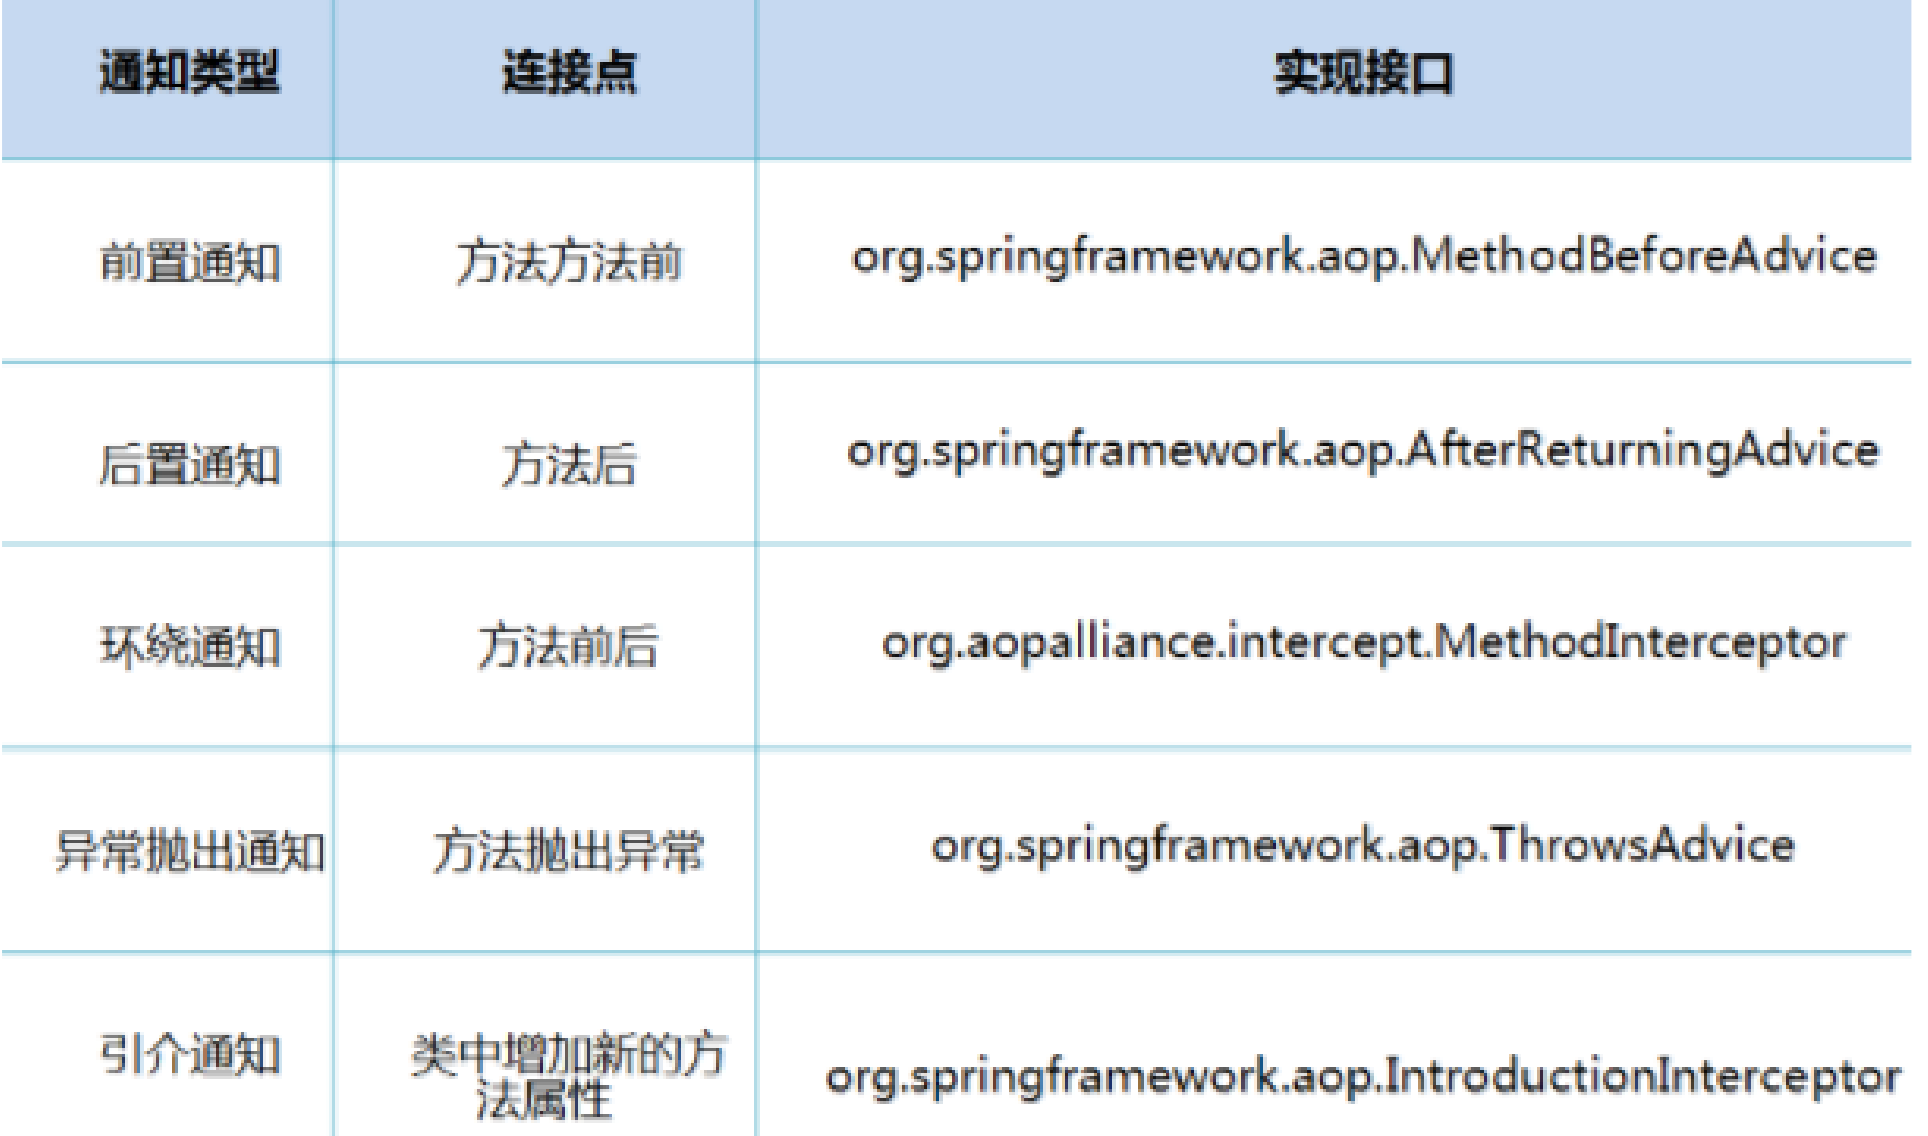 通知类型 连接点 实现接口
前置通知 方法方法前 org.springframework.aop.MethodBeforeAdvice
后置通知 方法后 org.springframework.aop.AfterReturningAdvice
环绕通知 方法前后 org.aopalliance.intercept.MethodInterceptor
异常抛出通知 方法抛出异常 org.springframework.aop.ThrowsAdvice
引介通知 类中增加新的方
法属性 org.springframework.aop.IntroductionInterceptor